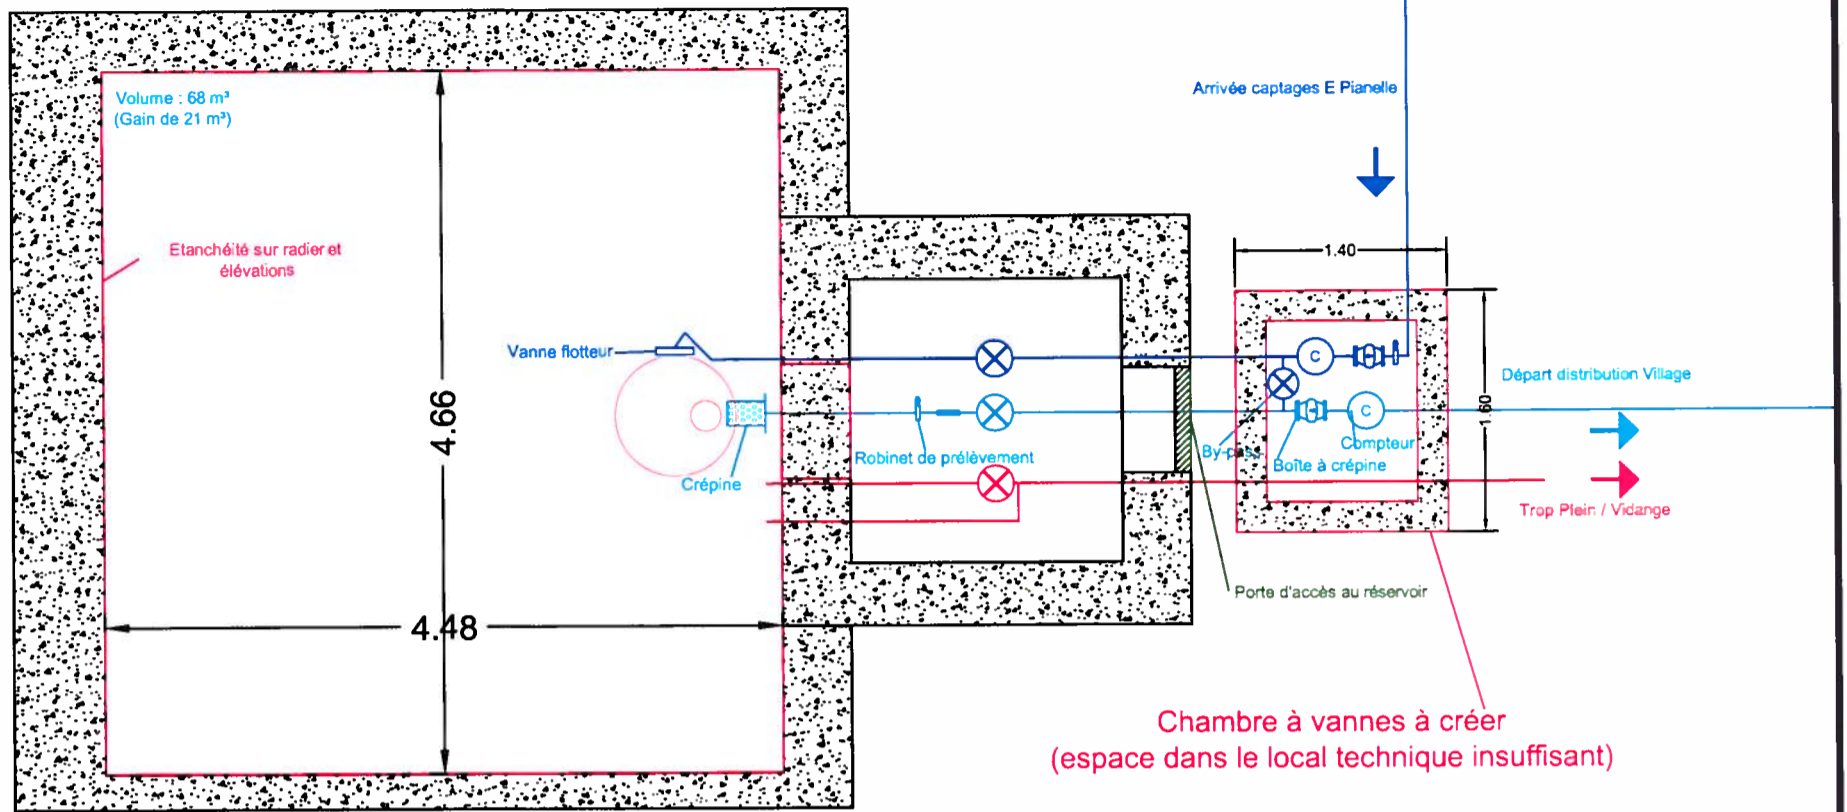 Volume : 68 m³
(Gain de 21 m³)
Arrivée captages E Pianelle
Etanchéité sur radier et
élévations
1.40
Vanne flotteur
C
Départ distribution Village
4.66
1.60
C
Compteur
By-pass
Robinet de prélèvement
Boîte à crépine
Crépine
Trop Plein / Vidange
Porte d'accès au réservoir
4.48
Chambre à vannes à créer
(espace dans le local technique insuffisant)